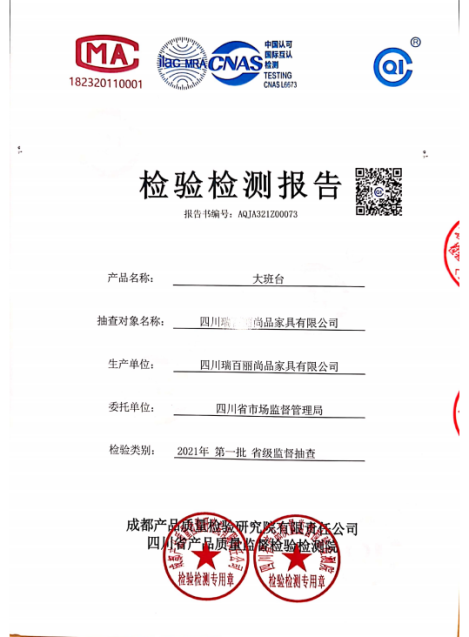 MA
182320110001
ilac-MRA
CNAS
中国认可
国际互认
检测
TESTING
CNAS L6673
CQI
®
检验检测报告
报告书编号: AQJA321Z00073
产品名称: 大班台
抽查对象名称: 四川瑞 尚品家具有限公司
生产单位: 四川瑞百丽尚品家具有限公司
委托单位: 四川省市场监督管理局
检验类别: 2021年 第一批 省级监督抽查
成都产品质量检验研究院有限责任公司
四川省产品质量监督检验检测院
检验检测专用章
检验检测专用章